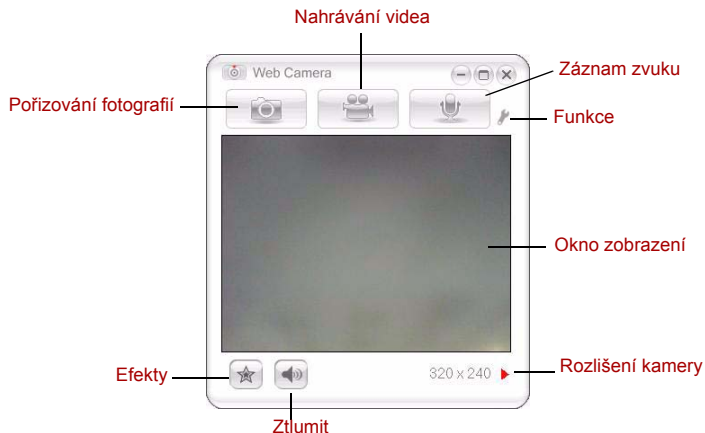 Nahrávání videa
Web Camera
Záznam zvuku
Pořizování fotografií
Funkce
Okno zobrazení
Efekty
320 x 240
Rozlišení kamery
Ztlumit